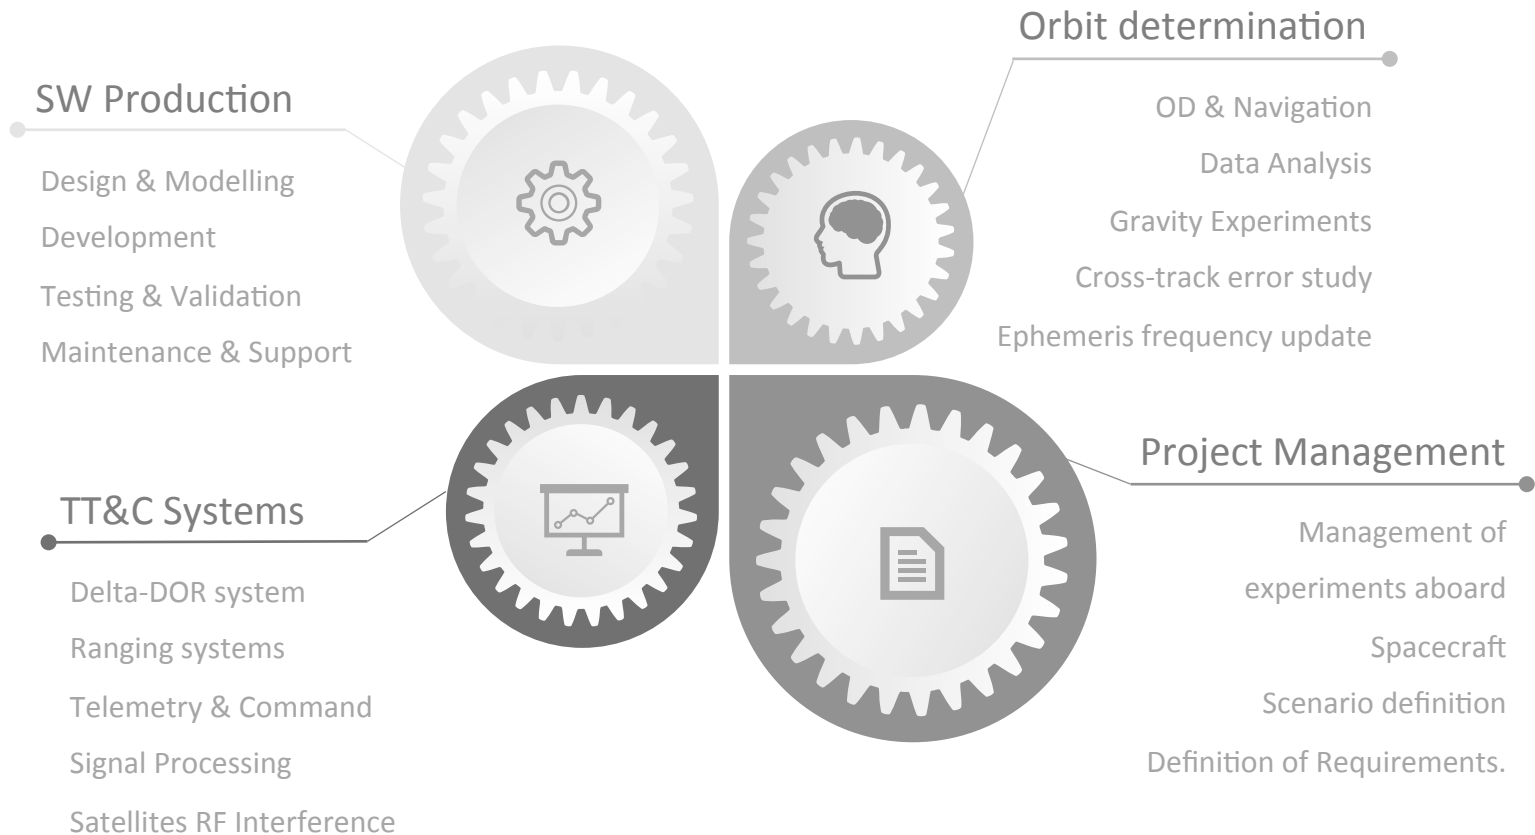 SW Production
Design & Modelling
Development
Testing & Validation
Maintenance & Support
Orbit determination
OD & Navigation
Data Analysis
Gravity Experiments
Cross-track error study
Ephemeris frequency update
TT&C Systems
Delta-DOR system
Ranging systems
Telemetry & Command
Signal Processing
Satellites RF Interference
Project Management
Management of
experiments aboard
Spacecraft
Scenario definition
Definition of Requirements.